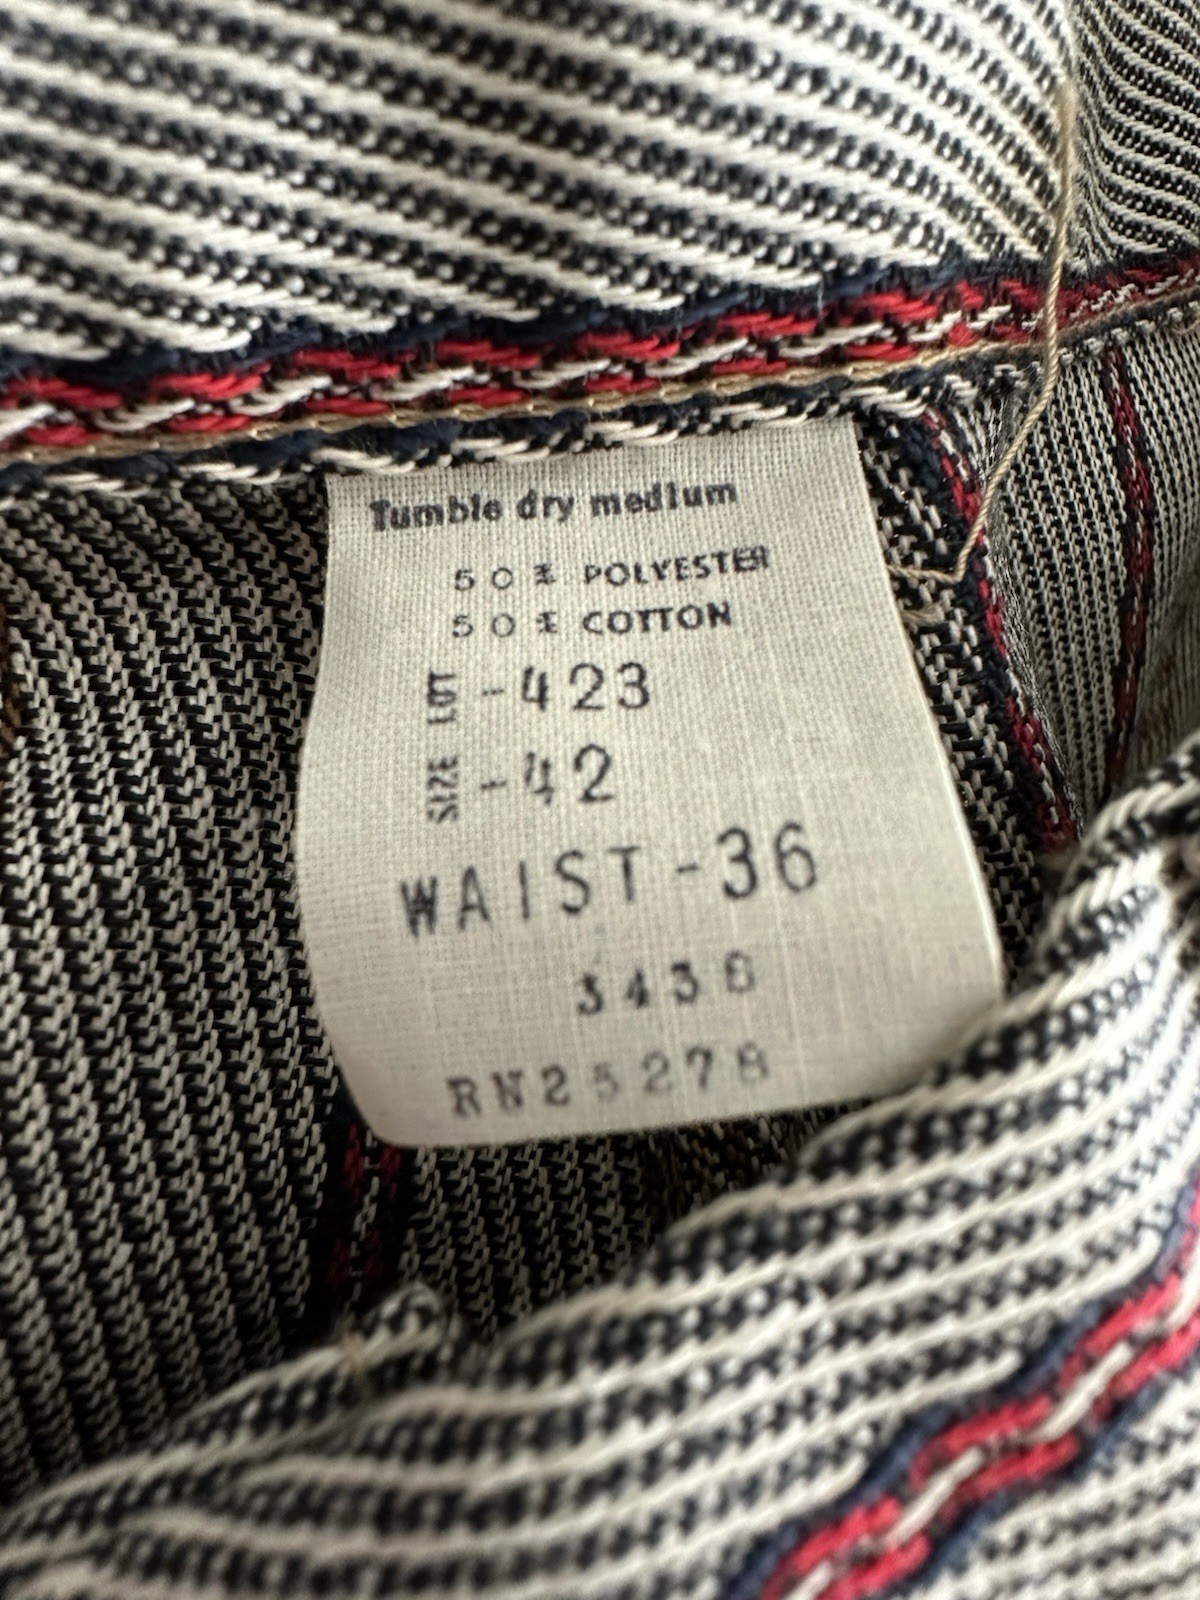 Tumble dry medium
50% POLYESTER
50% COTTON
LOT -423
SIZE -42
WAIST-36
3438
RN25278